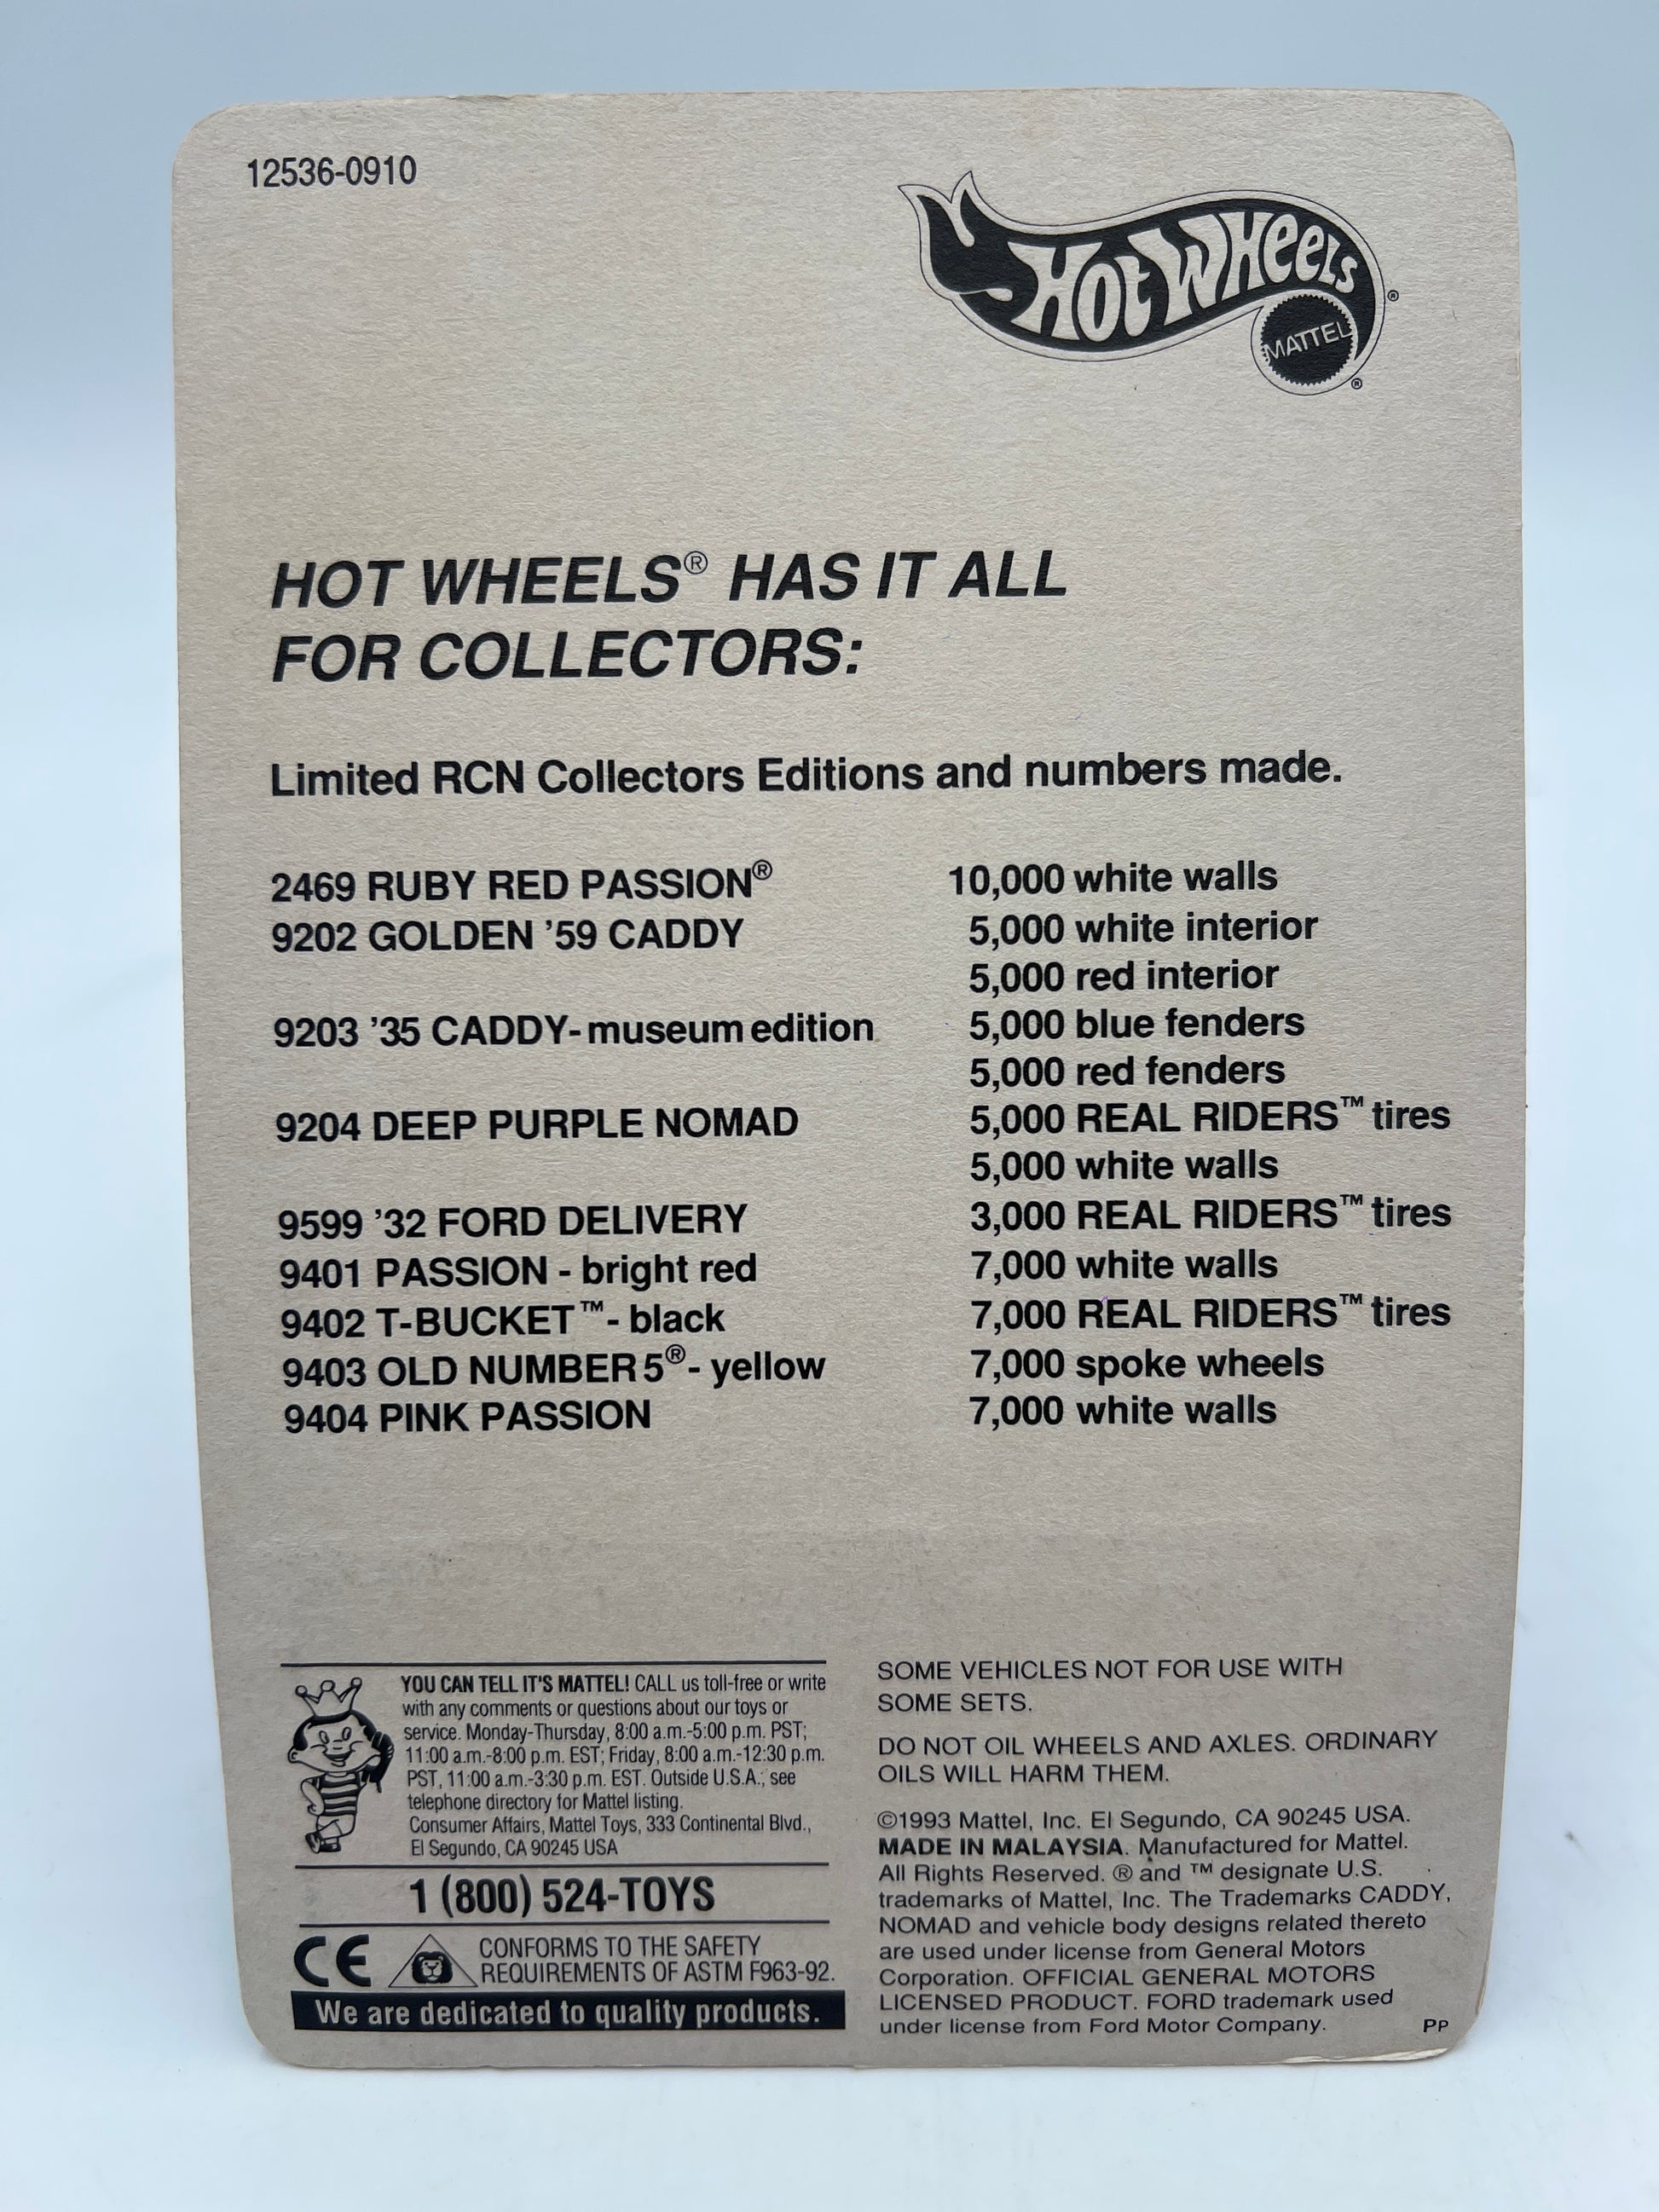 12536-0910
Hot Wheels®
MATTEL®
HOT WHEELS® HAS IT ALL
FOR COLLECTORS:
Limited RCN Collectors Editions and numbers made.
2469 RUBY RED PASSION® 10,000 white walls
9202 GOLDEN ’59 CADDY 5,000 white interior
5,000 red interior
9203 ’35 CADDY-museum edition 5,000 blue fenders
5,000 red fenders
9204 DEEP PURPLE NOMAD 5,000 REAL RIDERS™ tires
5,000 white walls
9599 ’32 FORD DELIVERY 3,000 REAL RIDERS™ tires
9401 PASSION - bright red 7,000 white walls
9402 T-BUCKET™- black 7,000 REAL RIDERS™ tires
9403 OLD NUMBER 5®- yellow 7,000 spoke wheels
9404 PINK PASSION 7,000 white walls
YOU CAN TELL IT'S MATTEL! CALL us toll-free or write
with any comments or questions about our toys or
service. Monday-Thursday, 8:00 a.m.-5:00 p.m. PST;
11:00 a.m.-8:00 p.m. EST; Friday, 8:00 a.m.-12:30 p.m.
PST, 11:00 a.m.-3:30 p.m. EST. Outside U.S.A., see
telephone directory for Mattel listing.
Consumer Affairs, Mattel Toys, 333 Continental Blvd.,
El Segundo, CA 90245 USA
1 (800) 524-TOYS
CE CONFORMS TO THE SAFETY
REQUIREMENTS OF ASTM F963-92.
We are dedicated to quality products.
SOME VEHICLES NOT FOR USE WITH
SOME SETS.
DO NOT OIL WHEELS AND AXLES. ORDINARY
OILS WILL HARM THEM.
©1993 Mattel, Inc. El Segundo, CA 90245 USA.
MADE IN MALAYSIA. Manufactured for Mattel.
All Rights Reserved. ® and ™ designate U.S.
trademarks of Mattel, Inc. The Trademarks CADDY,
NOMAD and vehicle body designs related thereto
are used under license from General Motors
Corporation. OFFICIAL GENERAL MOTORS
LICENSED PRODUCT. FORD trademark used
under license from Ford Motor Company. PP